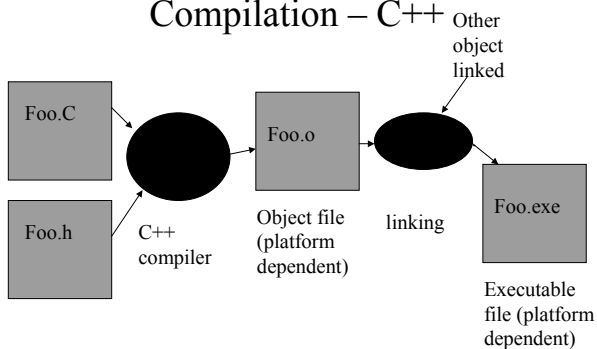 Compilation – C++
Other
object
linked
Foo.C
Foo.h
C++
compiler
Foo.o
Object file
(platform
dependent)
linking
Foo.exe
Executable
file (platform
dependent)